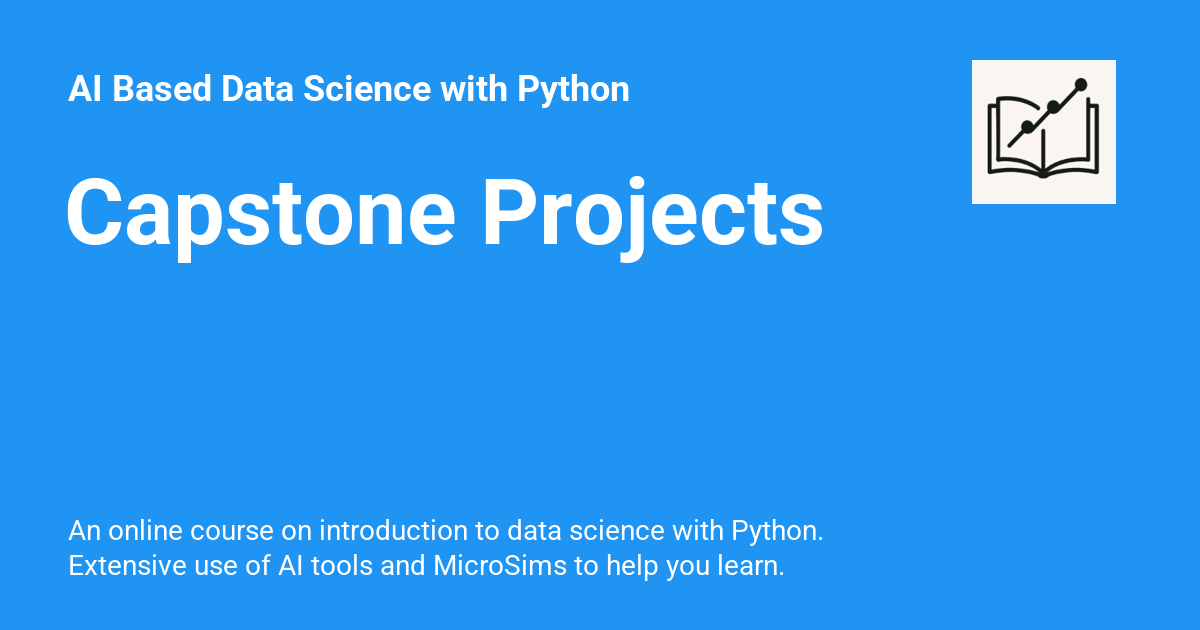 AI Based Data Science with Python
Capstone Projects
An online course on introduction to data science with Python.
Extensive use of AI tools and MicroSims to help you learn.